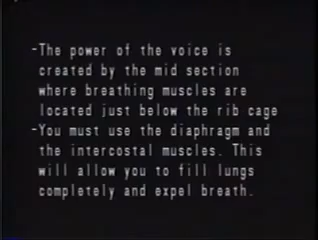 -The power of the voice is
created by the mid section
where breathing muscles are
located just below the rib cage
-You must use the diaphragm and
the intercostal muscles. This
will allow you to fill lungs
completely and expel breath.